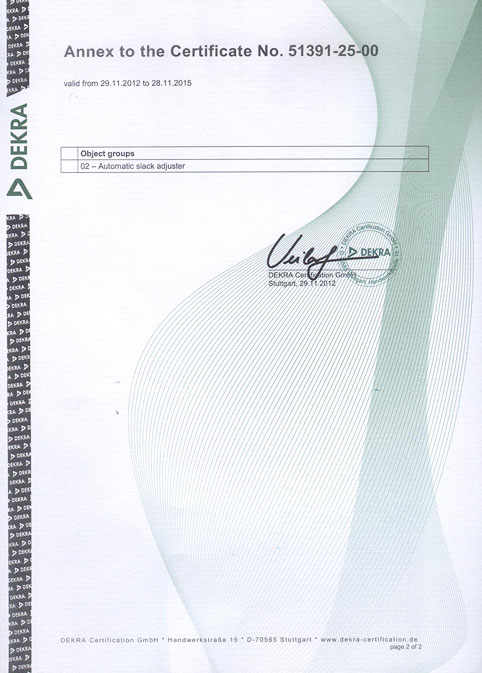 Annex to the Certificate No. 51391-25-00
valid from 29.11.2012 to 28.11.2015
DEKRA
Object groups
02 – Automatic slack adjuster
DEKRA
DEKRA Certification GmbH
Stuttgart, 29.11.2012
DEKRA Certification GmbH * Handwerkstraße 15 * D-70565 Stuttgart * www.dekra-certification.de
page 2 of 2